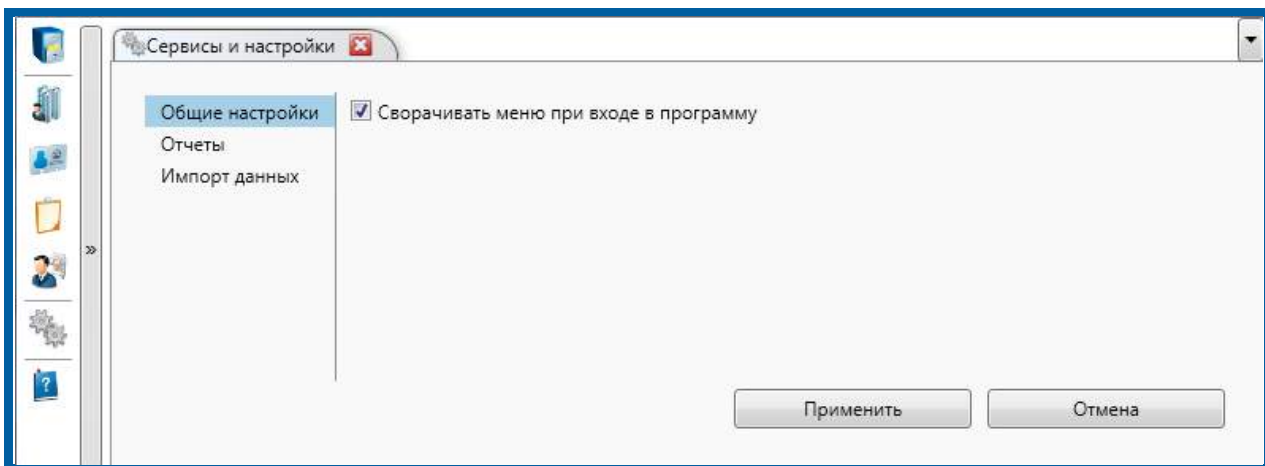 Сервисы и настройки
Общие настройки
Сворачивать меню при входе в программу
Отчеты
Импорт данных
»
?
Применить
Отмена